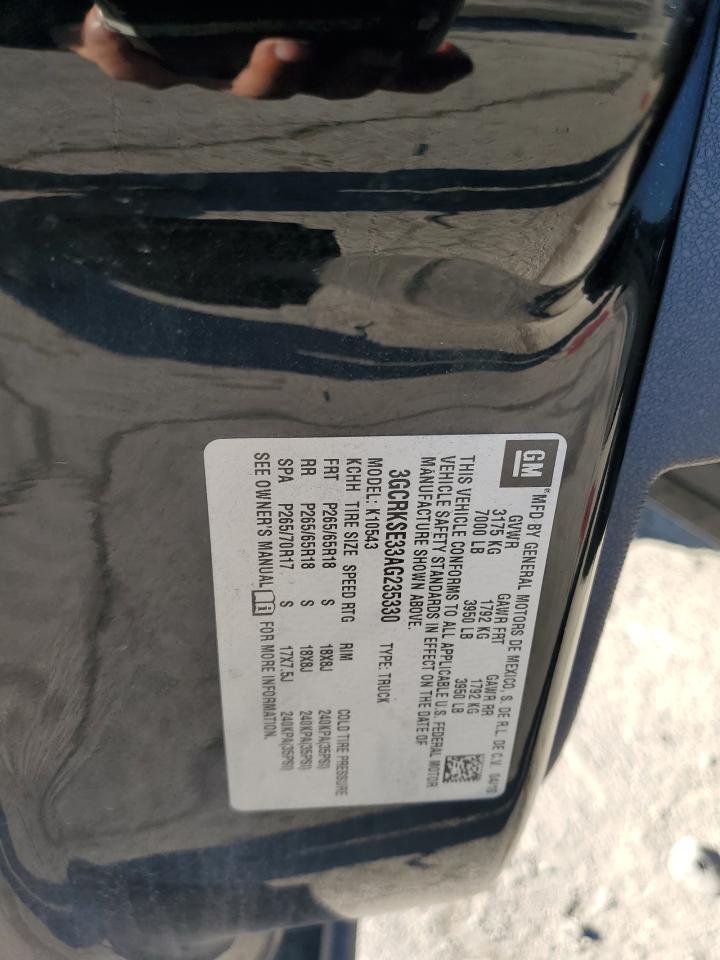 GM
®MFD BY GENERAL MOTORS DE MEXICO, S. DE R.L. DE C.V. 04/10
GVWR GAWR FRT GAWR RR
3175 KG 1792 KG 1792 KG
7000 LB 3950 LB 3950 LB
THIS VEHICLE CONFORMS TO ALL APPLICABLE U.S. FEDERAL MOTOR
VEHICLE SAFETY STANDARDS IN EFFECT ON THE DATE OF
MANUFACTURE SHOWN ABOVE.
3GCRKSE33AG235330 TYPE: TRUCK
MODEL: K10543
KCHH TIRE SIZE SPEED RTG RIM COLD TIRE PRESSURE
FRT P265/65R18 S 18X8J 240KPA(35PSI)
RR P265/65R18 S 18X8J 240KPA(35PSI)
SPA P265/70R17 S 17X7.5J 240KPA(35PSI)
SEE OWNER'S MANUAL FOR MORE INFORMATION.